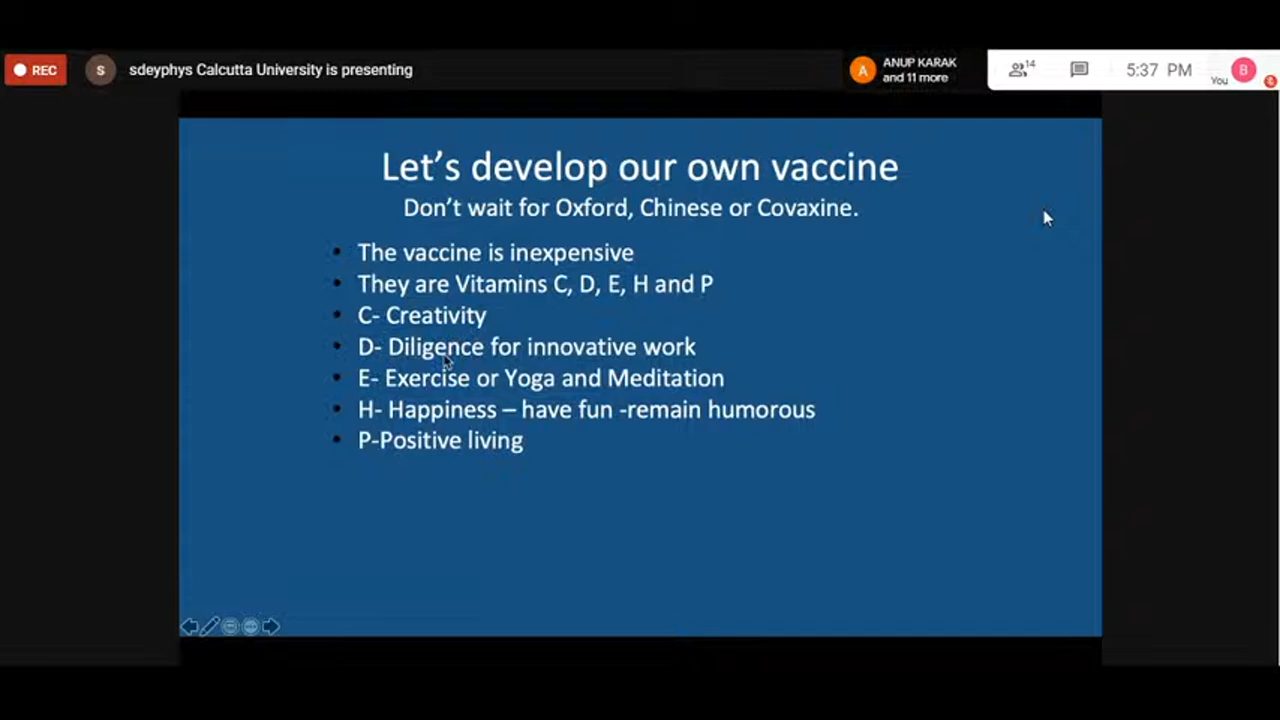 REC
S
sdeyphys Calcutta University is presenting
A
ANUP KARAK
and 11 more
14
5:37 PM
You
B
Let's develop our own vaccine
Don't wait for Oxford, Chinese or Covaxine.
• The vaccine is inexpensive
• They are Vitamins C, D, E, H and P
• C- Creativity
• D- Diligence for innovative work
• E- Exercise or Yoga and Meditation
• H- Happiness – have fun -remain humorous
• P-Positive living